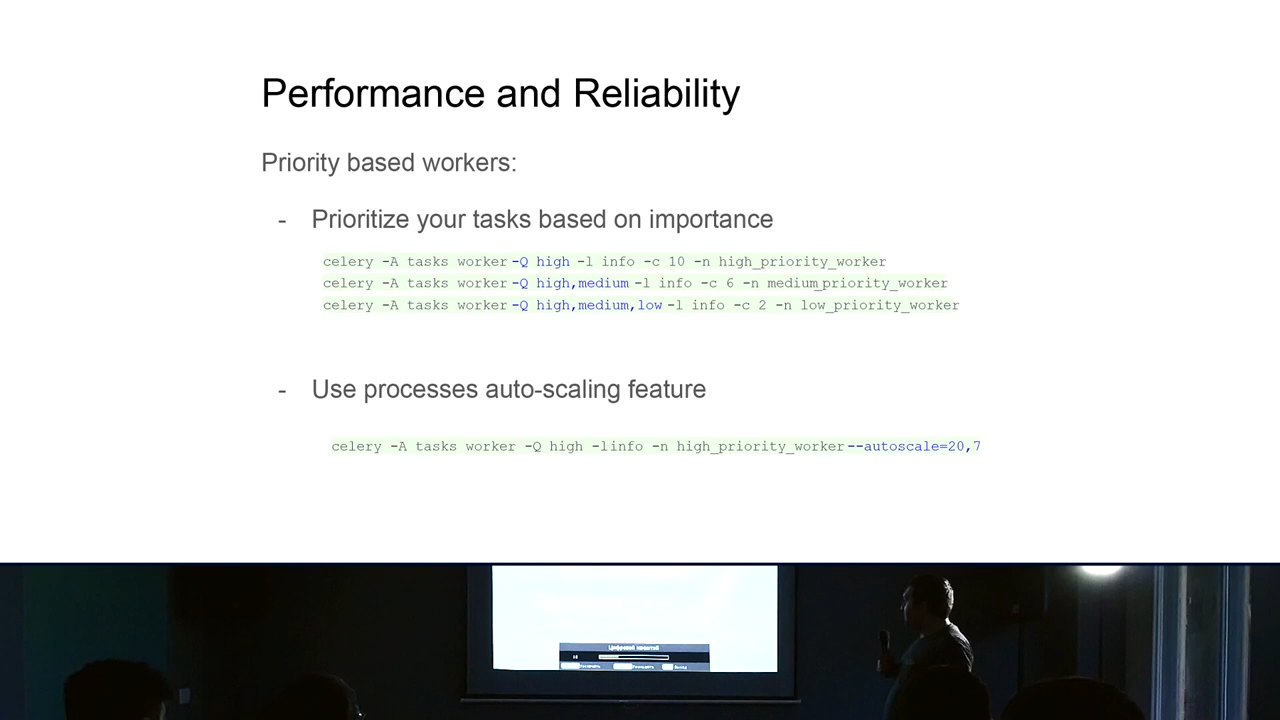 Performance and Reliability
Priority based workers:
- Prioritize your tasks based on importance
celery -A tasks worker -Q high -l info -c 10 -n high_priority_worker
celery -A tasks worker -Q high,medium -l info -c 6 -n medium_priority_worker
celery -A tasks worker -Q high,medium,low -l info -c 2 -n low_priority_worker
- Use processes auto-scaling feature
celery -A tasks worker -Q high -linfo -n high_priority_worker --autoscale=20,7
Цифровой
Выход